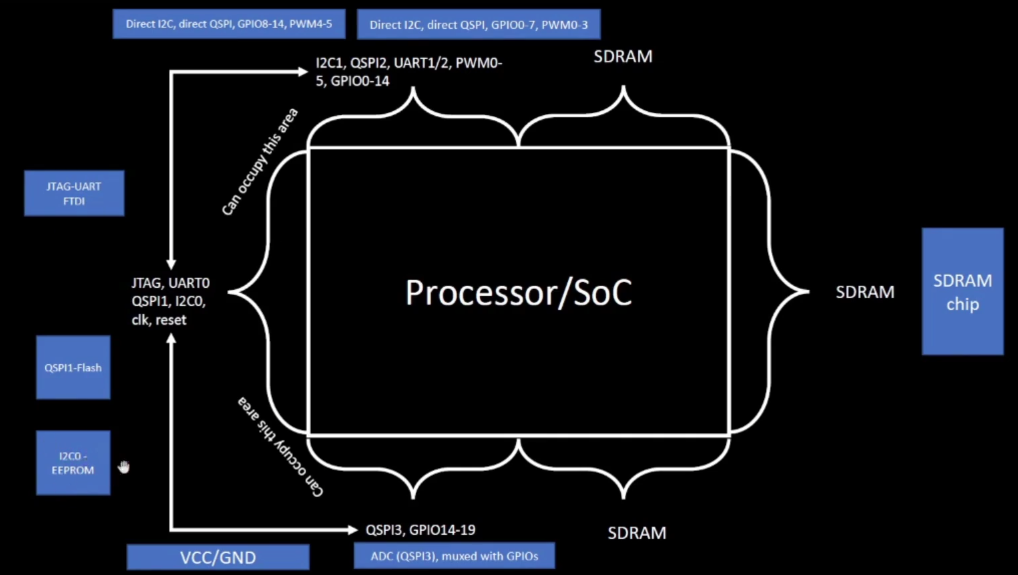 Direct I2C, direct QSPI, GPIO8-14, PWM4-5
Direct I2C, direct QSPI, GPIO0-7, PWM0-3
I2C1, QSPI2, UART1/2, PWM0-
5, GPIO0-14
SDRAM
Can occupy this area
JTAG-UART
FTDI
JTAG, UART0
QSPI1, I2C0,
clk, reset
Processor/SoC
SDRAM
SDRAM
chip
QSPI1-Flash
I2C0 -
EEPROM
Can occupy this area
QSPI3, GPIO14-19
SDRAM
VCC/GND
ADC (QSPI3), muxed with GPIOs